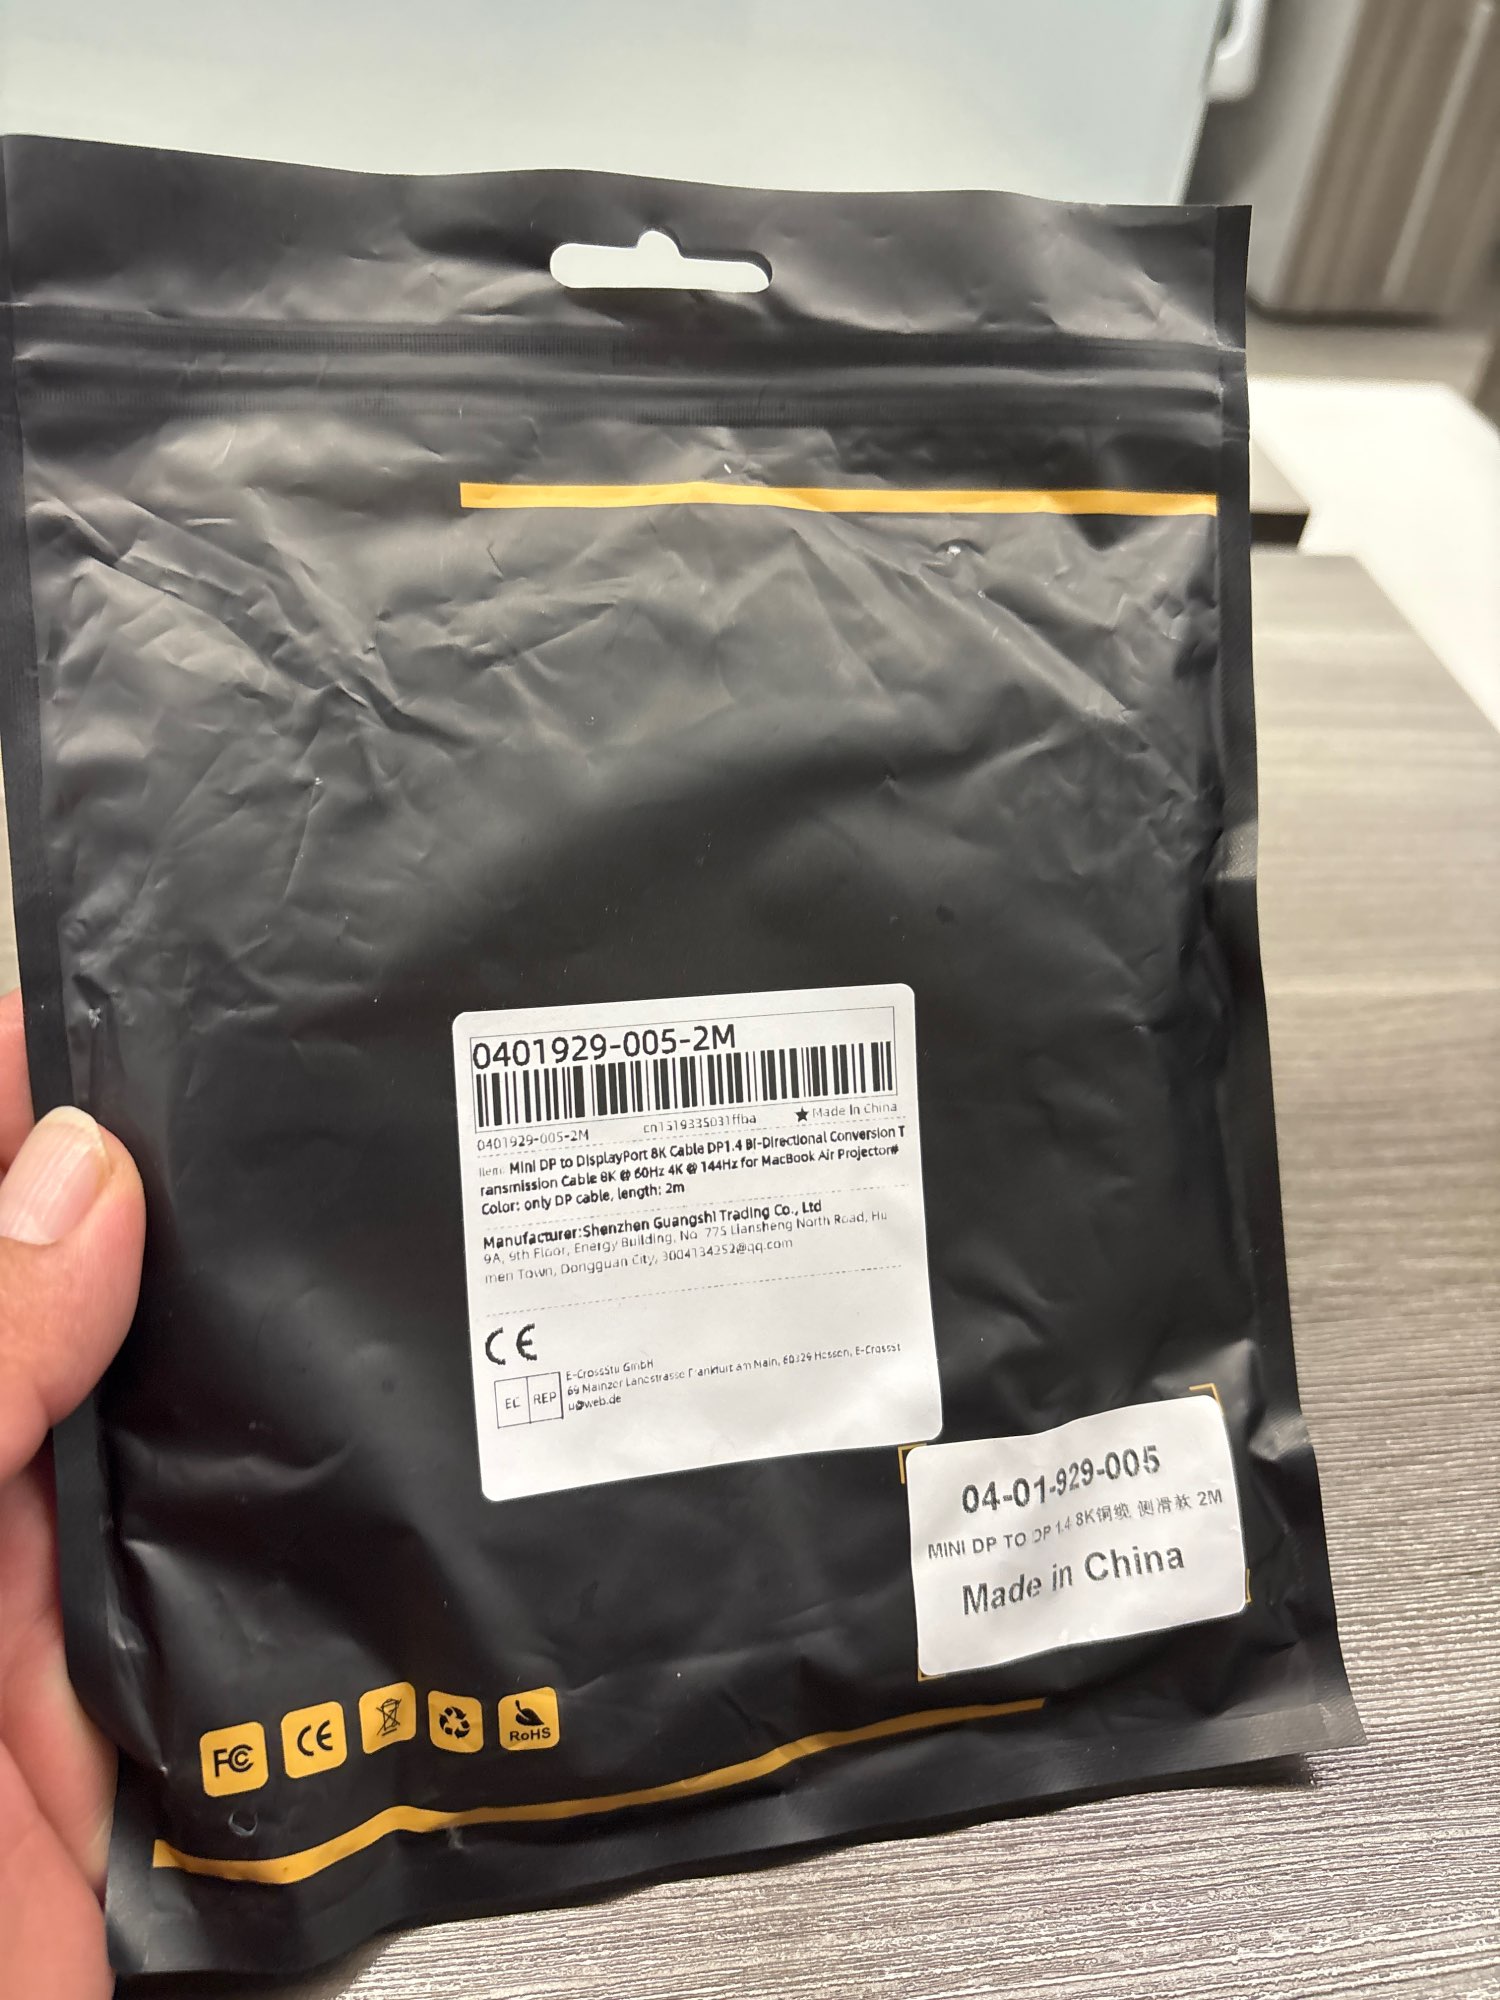 0401929-005-2M
0401929-005-2M cn1519335031ffba ★Made In China
Item: Mini DP to DisplayPort 8K Cable DP1.4 Bi-Directional Conversion T
ransmission Cable 8K @ 60Hz 4K @ 144Hz for MacBook Air Projector#
Color: only DP cable, length: 2m
Manufacturer:Shenzhen Guangshi Trading Co., Ltd
9A, 9th Floor, Energy Building, No 775 Liansheng North Road, Hu
men Town, Dongguan City, 3004134252@qq.com
CE
EC REP
E-CrossStu GmbH
69 Mainzer Landstrasse Frankfurt am Main, 60329 Hessen, E-Crossst
u@web.de
04-01-929-005
MINI DP TO DP 1.4 8K铜缆 侧滑款 2M
Made in China
FC
CE
RoHS